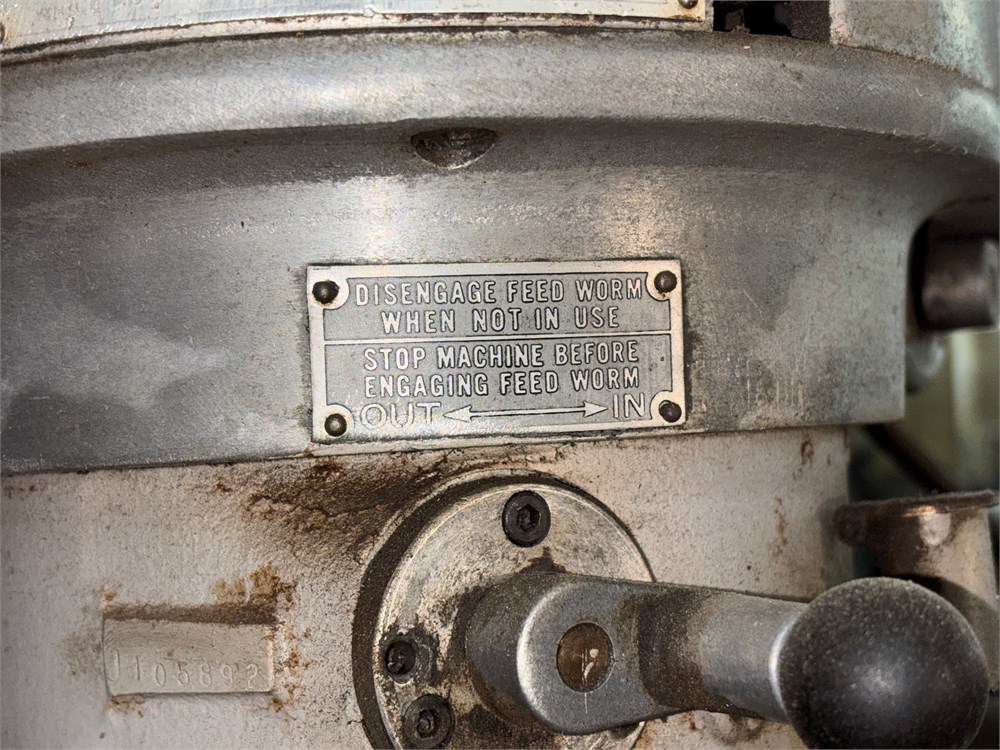 DISENGAGE FEED WORM
WHEN NOT IN USE
STOP MACHINE BEFORE
ENGAGING FEED WORM
OUT IN
J105892